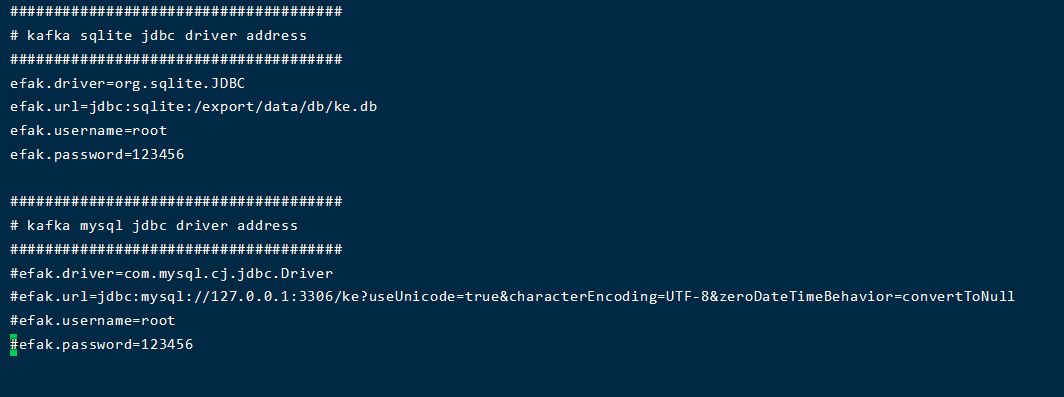 ######################################
# kafka sqlite jdbc driver address
######################################
efak.driver=org.sqlite.JDBC
efak.url=jdbc:sqlite:/export/data/db/ke.db
efak.username=root
efak.password=123456
######################################
# kafka mysql jdbc driver address
######################################
#efak.driver=com.mysql.cj.jdbc.Driver
#efak.url=jdbc:mysql://127.0.0.1:3306/ke?useUnicode=true&characterEncoding=UTF-8&zeroDateTimeBehavior=convertToNull
#efak.username=root
#efak.password=123456